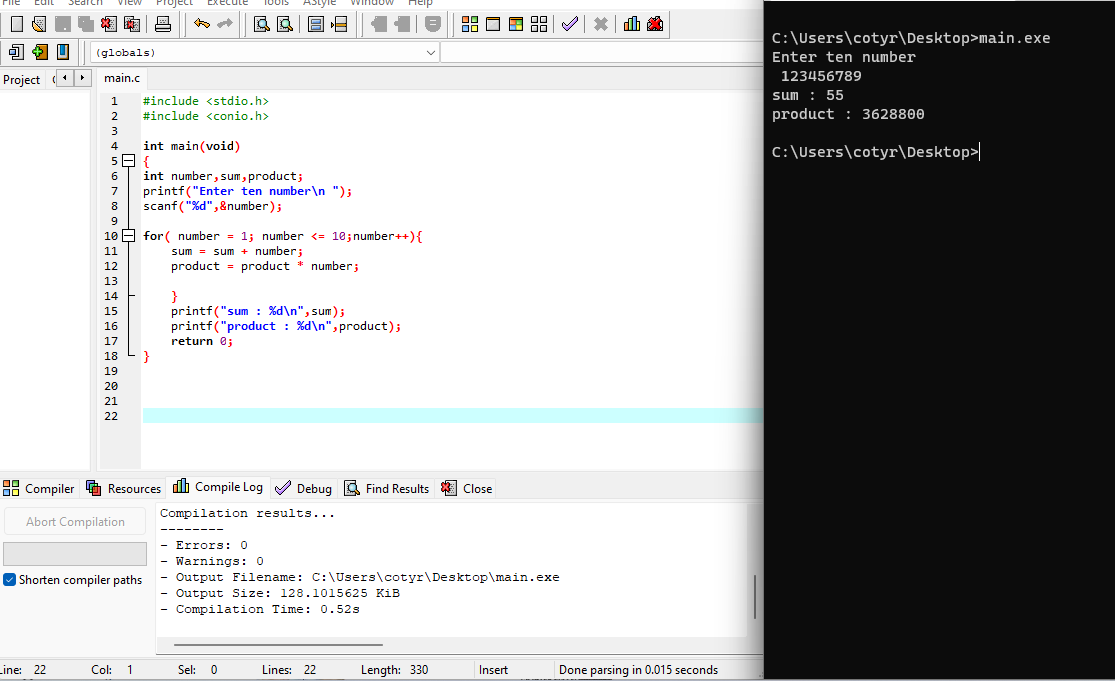 File Edit Search View Project Execute Tools AStyle Window Help
(globals)
Project
main.c
1 #include <stdio.h>
2 #include <conio.h>
3
4 int main(void)
5 {
6 int number,sum,product;
7 printf("Enter ten number\n ");
8 scanf("%d",&number);
9
10 for( number = 1; number <= 10;number++){
11 sum = sum + number;
12 product = product * number;
13
14 }
15 printf("sum : %d\n",sum);
16 printf("product : %d\n",product);
17 return 0;
18 }
19
20
21
22
Compiler Resources Compile Log Debug Find Results Close
Abort Compilation
Shorten compiler paths
Compilation results...
--------
- Errors: 0
- Warnings: 0
- Output Filename: C:\Users\cotyr\Desktop\main.exe
- Output Size: 128.1015625 KiB
- Compilation Time: 0.52s
Line: 22 Col: 1 Sel: 0 Lines: 22 Length: 330 Insert Done parsing in 0.015 seconds
C:\Users\cotyr\Desktop>main.exe
Enter ten number
123456789
sum : 55
product : 3628800
C:\Users\cotyr\Desktop>